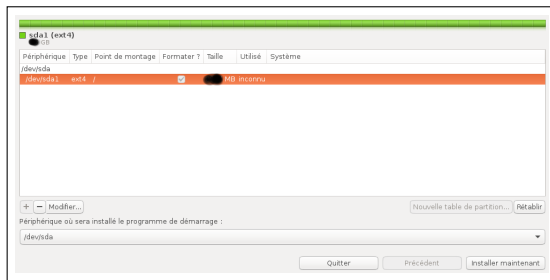 sda1 (ext4)
GB
Périphérique Type Point de montage Formater ? Taille Utilisé Système
/dev/sda
/dev/sda1 ext4 / MB inconnu
+ − Modifier... Nouvelle table de partition... Rétablir
Périphérique où sera installé le programme de démarrage :
/dev/sda
Quitter Précédent Installer maintenant